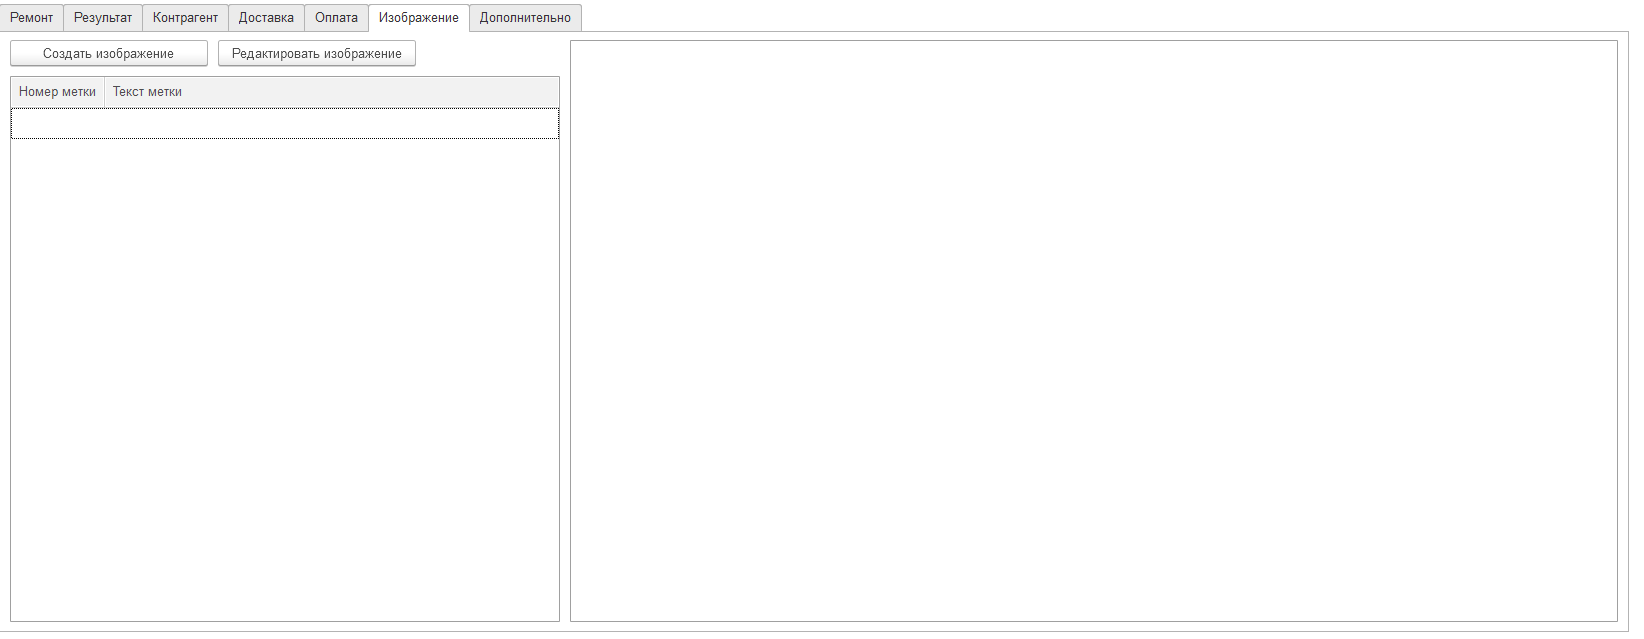 Ремонт Результат Контрагент Доставка Оплата Изображение Дополнительно
Создать изображение Редактировать изображение
Номер метки Текст метки